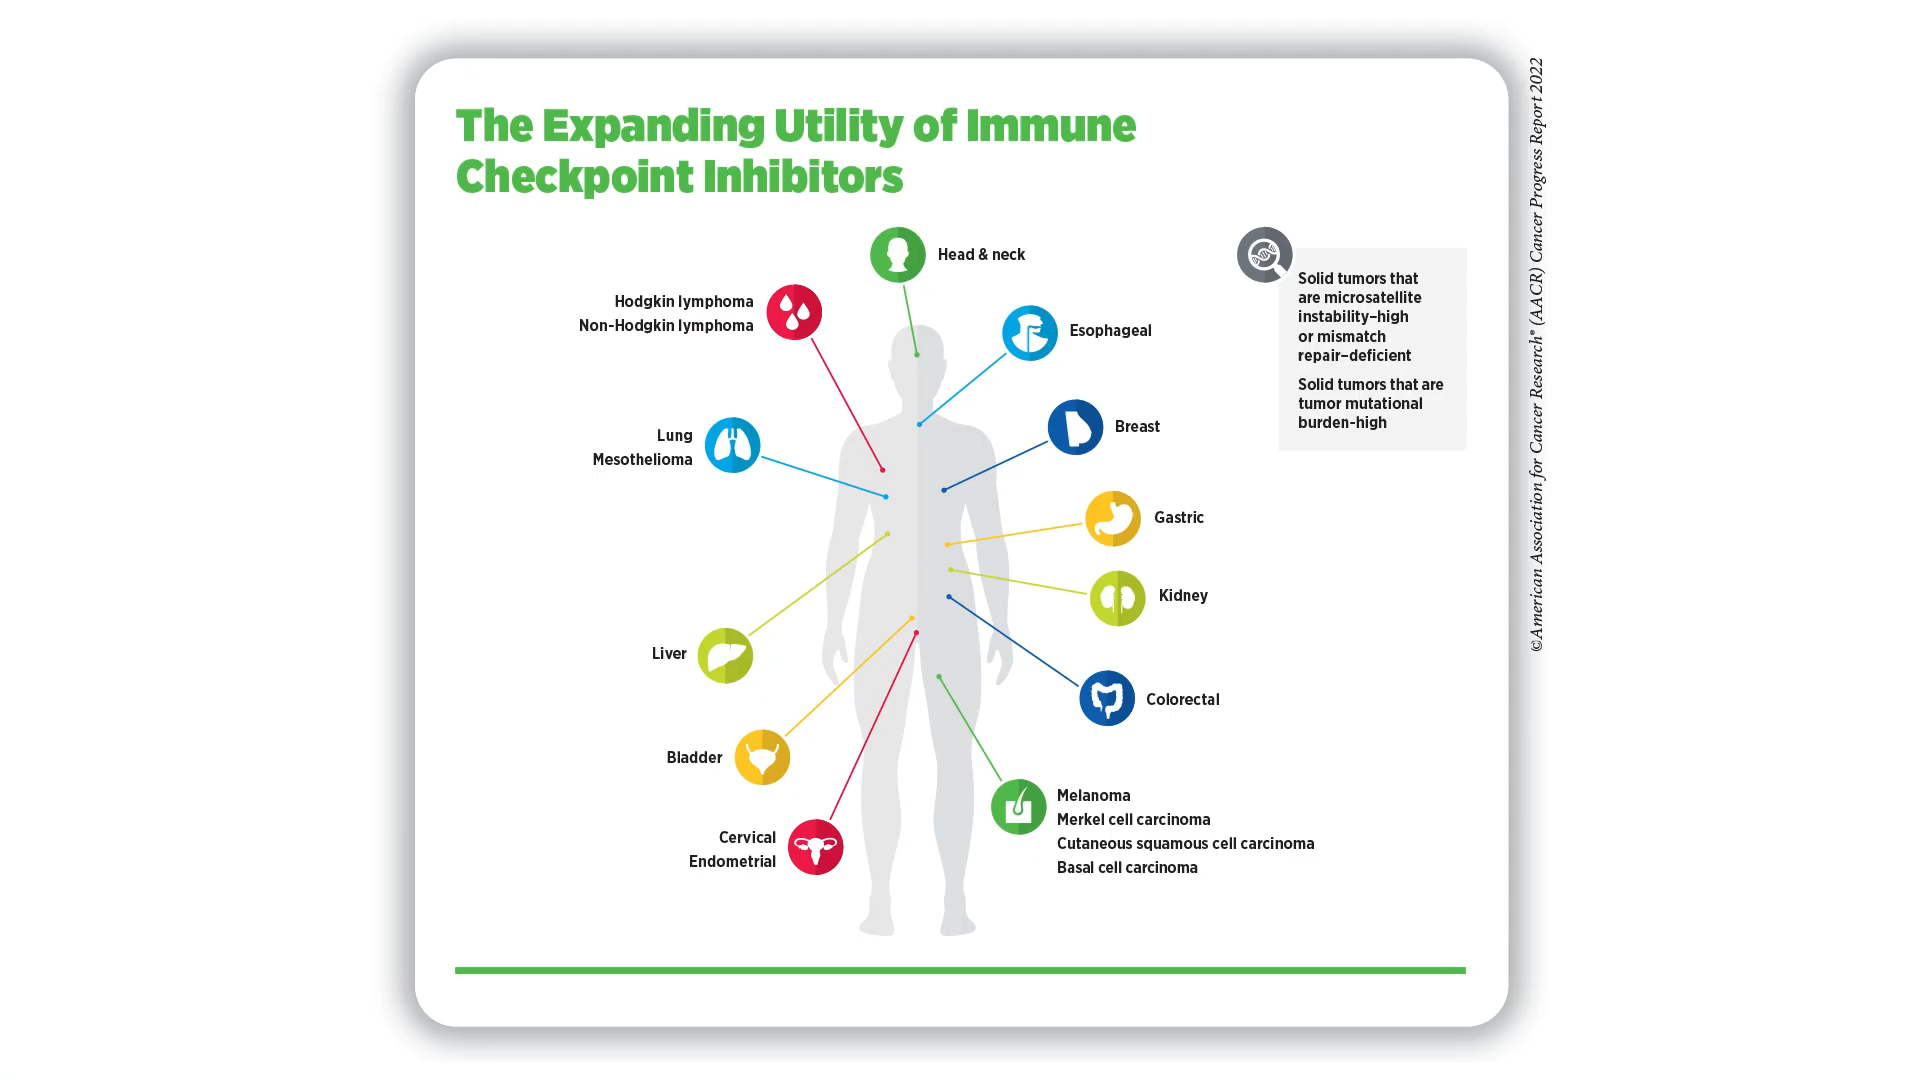 The Expanding Utility of Immune
Checkpoint Inhibitors
Head & neck
Hodgkin lymphoma
Non-Hodgkin lymphoma
Esophageal
Solid tumors that
are microsatellite
instability–high
or mismatch
repair–deficient
Solid tumors that are
tumor mutational
burden-high
Breast
Lung
Mesothelioma
Gastric
Kidney
Liver
Colorectal
Bladder
Melanoma
Merkel cell carcinoma
Cutaneous squamous cell carcinoma
Basal cell carcinoma
Cervical
Endometrial
©American Association for Cancer Research® (AACR) Cancer Progress Report 2022